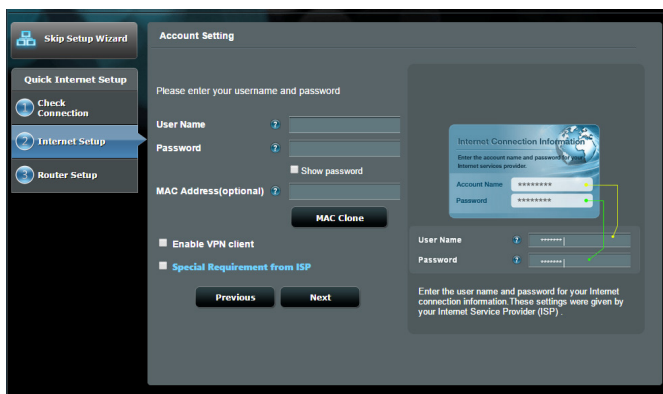 Skip Setup Wizard
Quick Internet Setup
1 Check
Connection
2 Internet Setup
3 Router Setup
Account Setting
Please enter your username and password
User Name ?
Password ?
Show password
MAC Address(optional) ?
MAC Clone
Enable VPN client
Special Requirement from ISP
Previous Next
Internet Connection Information
Enter the account name and password for your
Internet services provider.
Account Name ********
Password ********
User Name ? *******|
Password ? *******|
Enter the user name and password for your Internet
connection information.These settings were given by
your Internet Service Provider (ISP) .